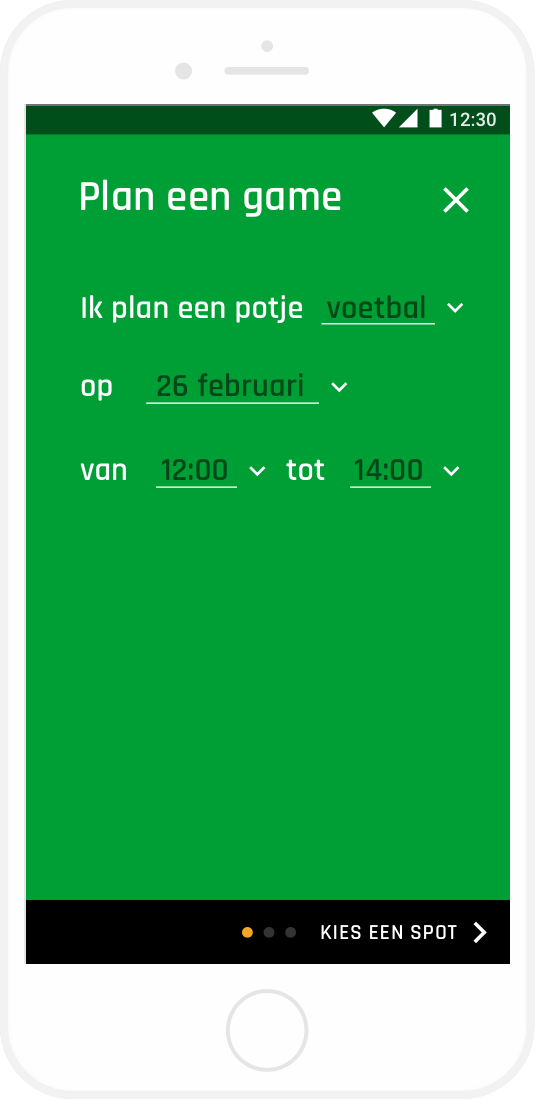 12:30
Plan een game
Ik plan een potje voetbal
op 26 februari
van 12:00 tot 14:00
KIES EEN SPOT